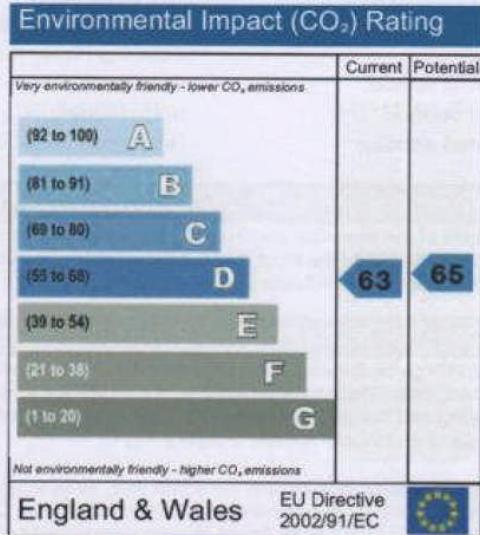 Environmental Impact (CO₂) Rating
Current Potential
Very environmentally friendly - lower CO₂ emissions
(92 to 100) A
(81 to 91) B
(69 to 80) C
(55 to 68) D 63 65
(39 to 54) E
(21 to 38) F
(1 to 20) G
Not environmentally friendly - higher CO₂ emissions
England & Wales
EU Directive
2002/91/EC